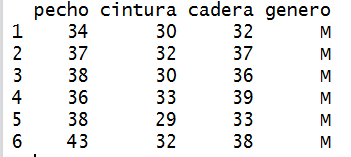 pecho cintura cadera genero
1 34 30 32 M
2 37 32 37 M
3 38 30 36 M
4 36 33 39 M
5 38 29 33 M
6 43 32 38 M